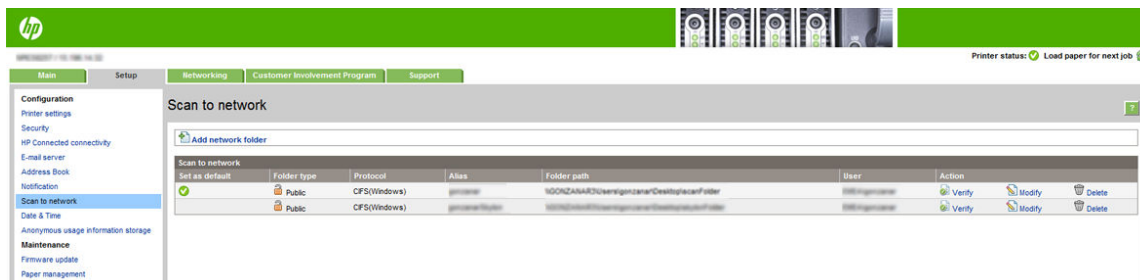 hp
Printer status: Load paper for next job
Main Setup Networking Customer Involvement Program Support
Configuration
Printer settings
Security
HP Connected connectivity
E-mail server
Address Book
Notification
Scan to network
Date & Time
Anonymous usage information storage
Maintenance
Firmware update
Paper management
Scan to network
?
Add network folder
Scan to network
Set as default Folder type Protocol Alias Folder path User Action
Public CIFS(Windows) Verify Modify Delete
Public CIFS(Windows) Verify Modify Delete